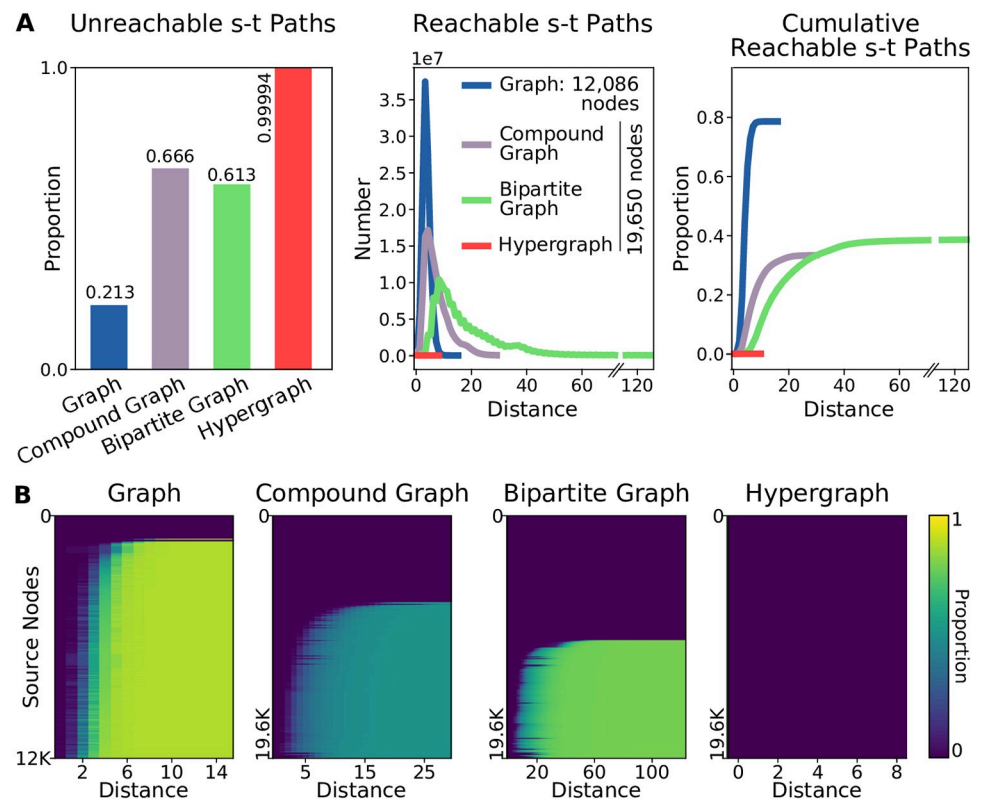 A
Unreachable s-t Paths
Proportion
1.0
0.0
0.213
0.666
0.613
0.99994
Graph
Compound Graph
Bipartite Graph
Hypergraph
Reachable s-t Paths
1e7
Number
3.5
3.0
2.5
2.0
1.5
1.0
0.5
0.0
Graph: 12,086
nodes
Compound
Graph
Bipartite
Graph
Hypergraph
19,650 nodes
0 20 40 60 120
Distance
Cumulative
Reachable s-t Paths
Proportion
0.8
0.6
0.4
0.2
0.0
0 20 40 60 120
Distance
B
Graph
Source Nodes
0
12K
2 6 10 14
Distance
Compound Graph
0
19.6K
5 15 25
Distance
Bipartite Graph
0
19.6K
20 60 100
Distance
Hypergraph
0
19.6K
0 2 4 6 8
Distance
1
0
Proportion